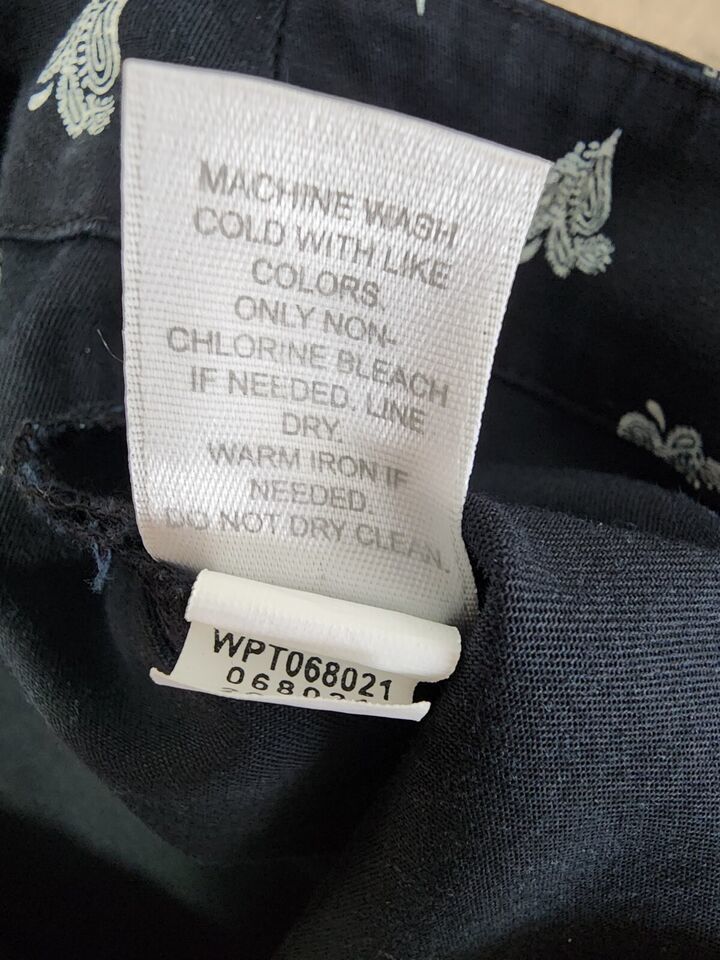 MACHINE WASH
COLD WITH LIKE
COLORS.
ONLY NON-
CHLORINE BLEACH
IF NEEDED. LINE
DRY.
WARM IRON IF
NEEDED.
DO NOT DRY CLEAN.
WPT068021